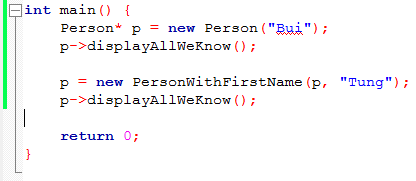 int main() {
Person* p = new Person("Bui");
p->displayAllWeKnow();
p = new PersonWithFirstName(p, "Tung");
p->displayAllWeKnow();
return 0;
}